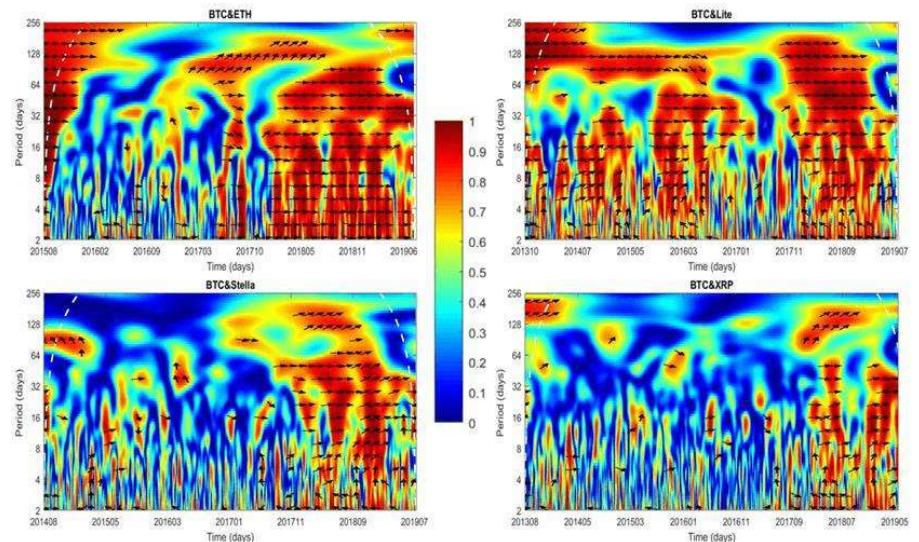 BTC&ETH
256
128
64
32
16
8
4
2
Period (days)
201508 201602 201609 201703 201710 201805 201811 201906
Time (days)
BTC&Lite
256
128
64
32
16
8
4
2
Period (days)
201310 201407 201505 201603 201701 201711 201809 201907
Time (days)
1
0.9
0.8
0.7
0.6
0.5
0.4
0.3
0.2
0.1
0
BTC&Stella
256
128
64
32
16
8
4
2
Period (days)
201408 201505 201603 201701 201711 201809 201907
Time (days)
BTC&XRP
256
128
64
32
16
8
4
2
Period (days)
201308 201405 201503 201601 201611 201709 201807 201905
Time (days)